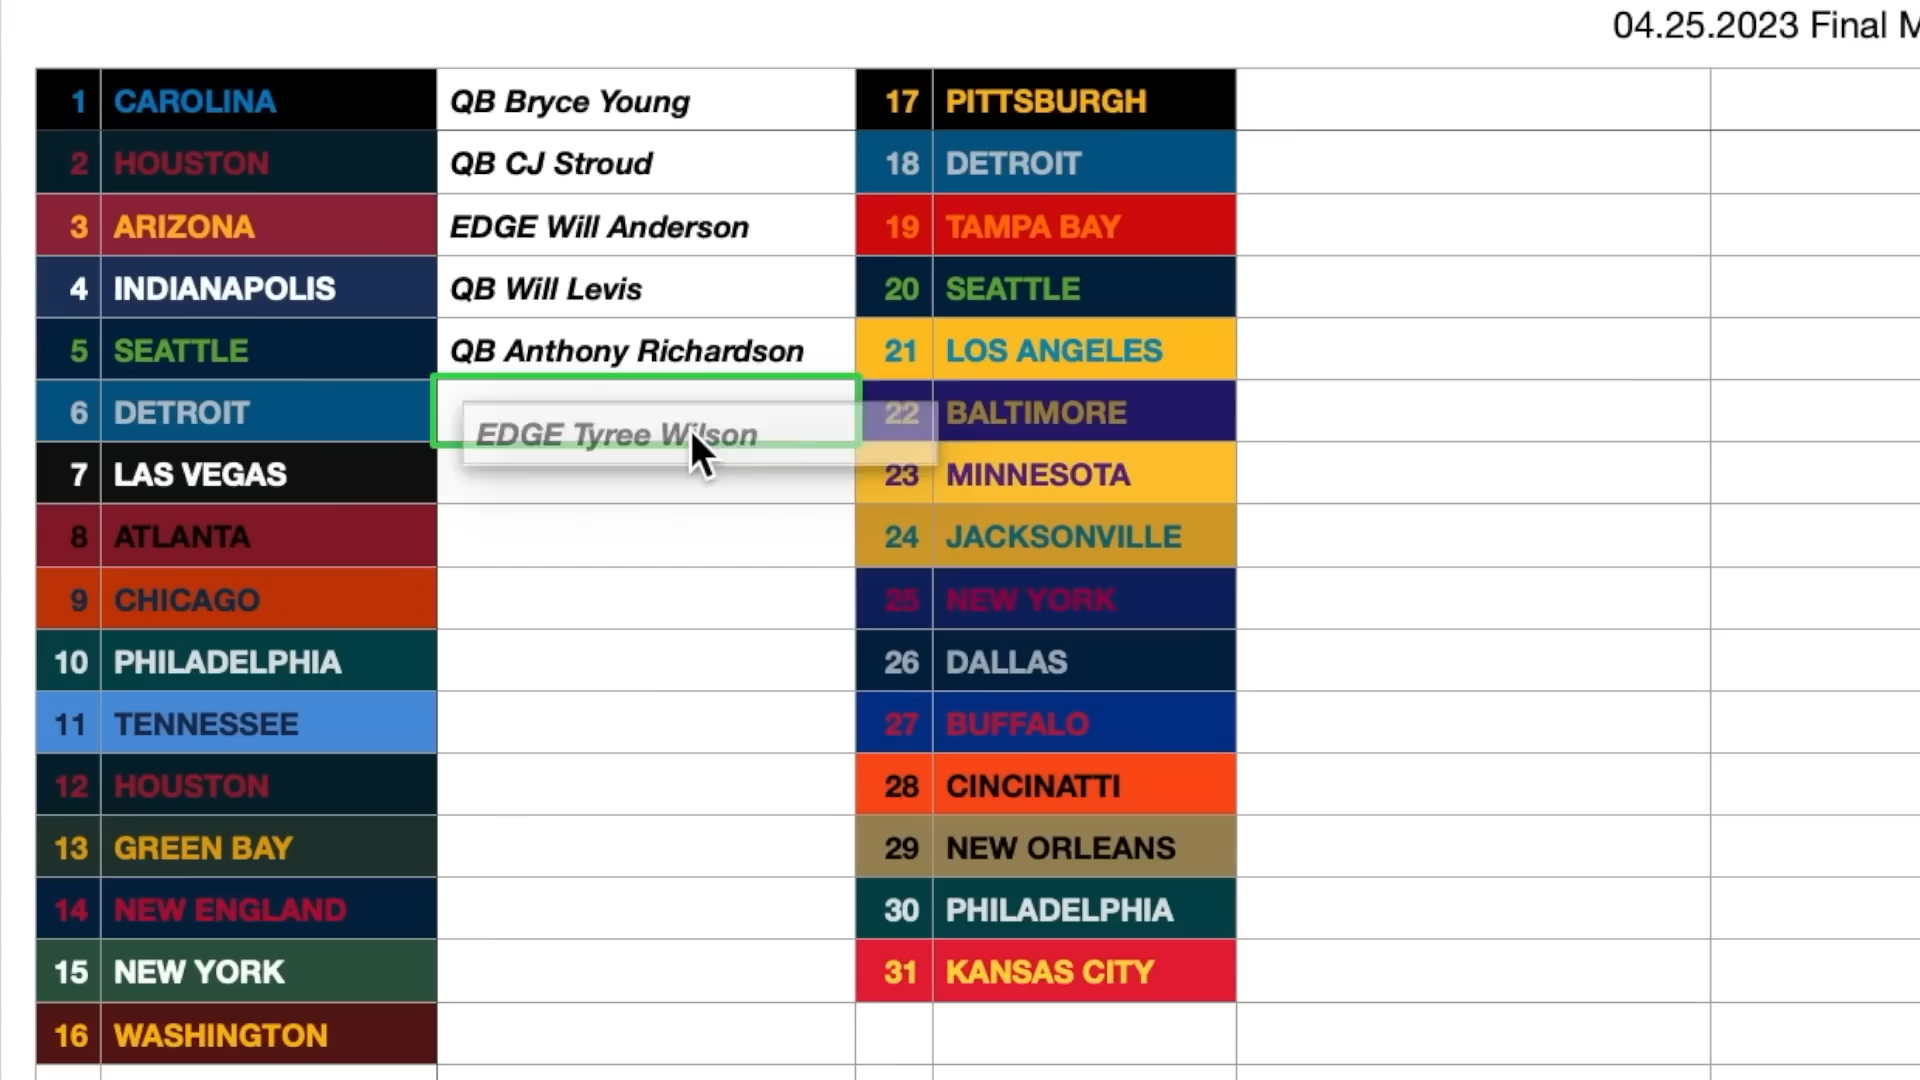 04.25.2023 Final M
1 CAROLINA QB Bryce Young 17 PITTSBURGH
2 HOUSTON QB CJ Stroud 18 DETROIT
3 ARIZONA EDGE Will Anderson 19 TAMPA BAY
4 INDIANAPOLIS QB Will Levis 20 SEATTLE
5 SEATTLE QB Anthony Richardson 21 LOS ANGELES
6 DETROIT EDGE Tyree Wilson 22 BALTIMORE
7 LAS VEGAS 23 MINNESOTA
8 ATLANTA 24 JACKSONVILLE
9 CHICAGO 25 NEW YORK
10 PHILADELPHIA 26 DALLAS
11 TENNESSEE 27 BUFFALO
12 HOUSTON 28 CINCINATTI
13 GREEN BAY 29 NEW ORLEANS
14 NEW ENGLAND 30 PHILADELPHIA
15 NEW YORK 31 KANSAS CITY
16 WASHINGTON